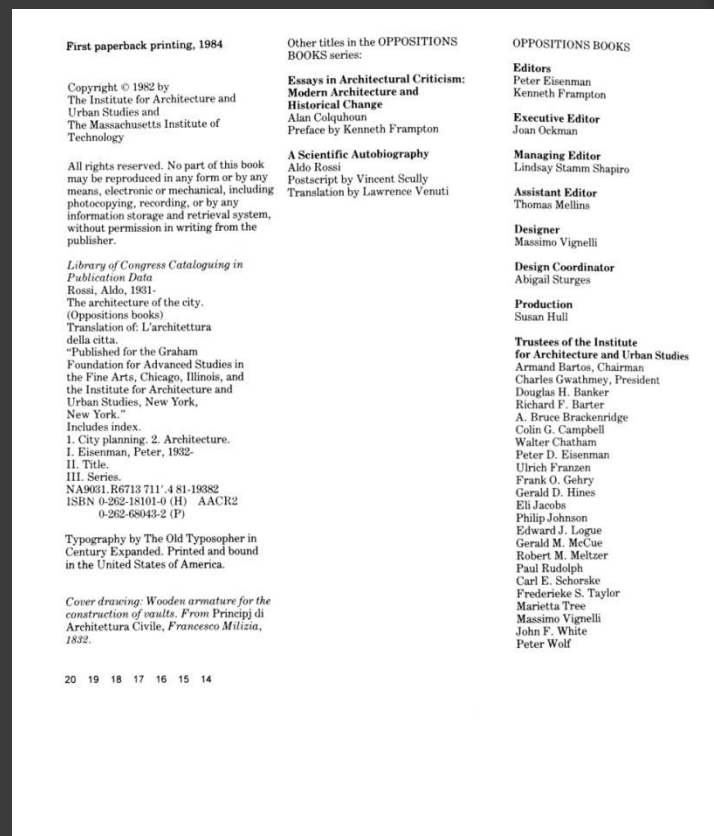 First paperback printing, 1984
Copyright © 1982 by
The Institute for Architecture and
Urban Studies and
The Massachusetts Institute of
Technology
All rights reserved. No part of this book
may be reproduced in any form or by any
means, electronic or mechanical, including
photocopying, recording, or by any
information storage and retrieval system,
without permission in writing from the
publisher.
Library of Congress Cataloguing in
Publication Data
Rossi, Aldo, 1931-
The architecture of the city.
(Oppositions books)
Translation of: L'architettura
della citta.
"Published for the Graham
Foundation for Advanced Studies in
the Fine Arts, Chicago, Illinois, and
the Institute for Architecture and
Urban Studies, New York,
New York."
Includes index.
1. City planning. 2. Architecture.
I. Eisenman, Peter, 1932-
II. Title.
III. Series.
NA9031.R6713 711'.4 81-19382
ISBN 0-262-18101-0 (H) AACR2
0-262-68043-2 (P)
Typography by The Old Typosopher in
Century Expanded. Printed and bound
in the United States of America.
Cover drawing: Wooden armature for the
construction of vaults. From Principj di
Architettura Civile, Francesco Milizia,
1832.
20 19 18 17 16 15 14
Other titles in the OPPOSITIONS
BOOKS series:
Essays in Architectural Criticism:
Modern Architecture and
Historical Change
Alan Colquhoun
Preface by Kenneth Frampton
A Scientific Autobiography
Aldo Rossi
Postscript by Vincent Scully
Translation by Lawrence Venuti
OPPOSITIONS BOOKS
Editors
Peter Eisenman
Kenneth Frampton
Executive Editor
Joan Ockman
Managing Editor
Lindsay Stamm Shapiro
Assistant Editor
Thomas Mellins
Designer
Massimo Vignelli
Design Coordinator
Abigail Sturges
Production
Susan Hull
Trustees of the Institute
for Architecture and Urban Studies
Armand Bartos, Chairman
Charles Gwathmey, President
Douglas H. Banker
Richard F. Barter
A. Bruce Brackenridge
Colin G. Campbell
Walter Chatham
Peter D. Eisenman
Ulrich Franzen
Frank O. Gehry
Gerald D. Hines
Eli Jacobs
Philip Johnson
Edward J. Logue
Gerald M. McCue
Robert M. Meltzer
Paul Rudolph
Carl E. Schorske
Frederieke S. Taylor
Marietta Tree
Massimo Vignelli
John F. White
Peter Wolf